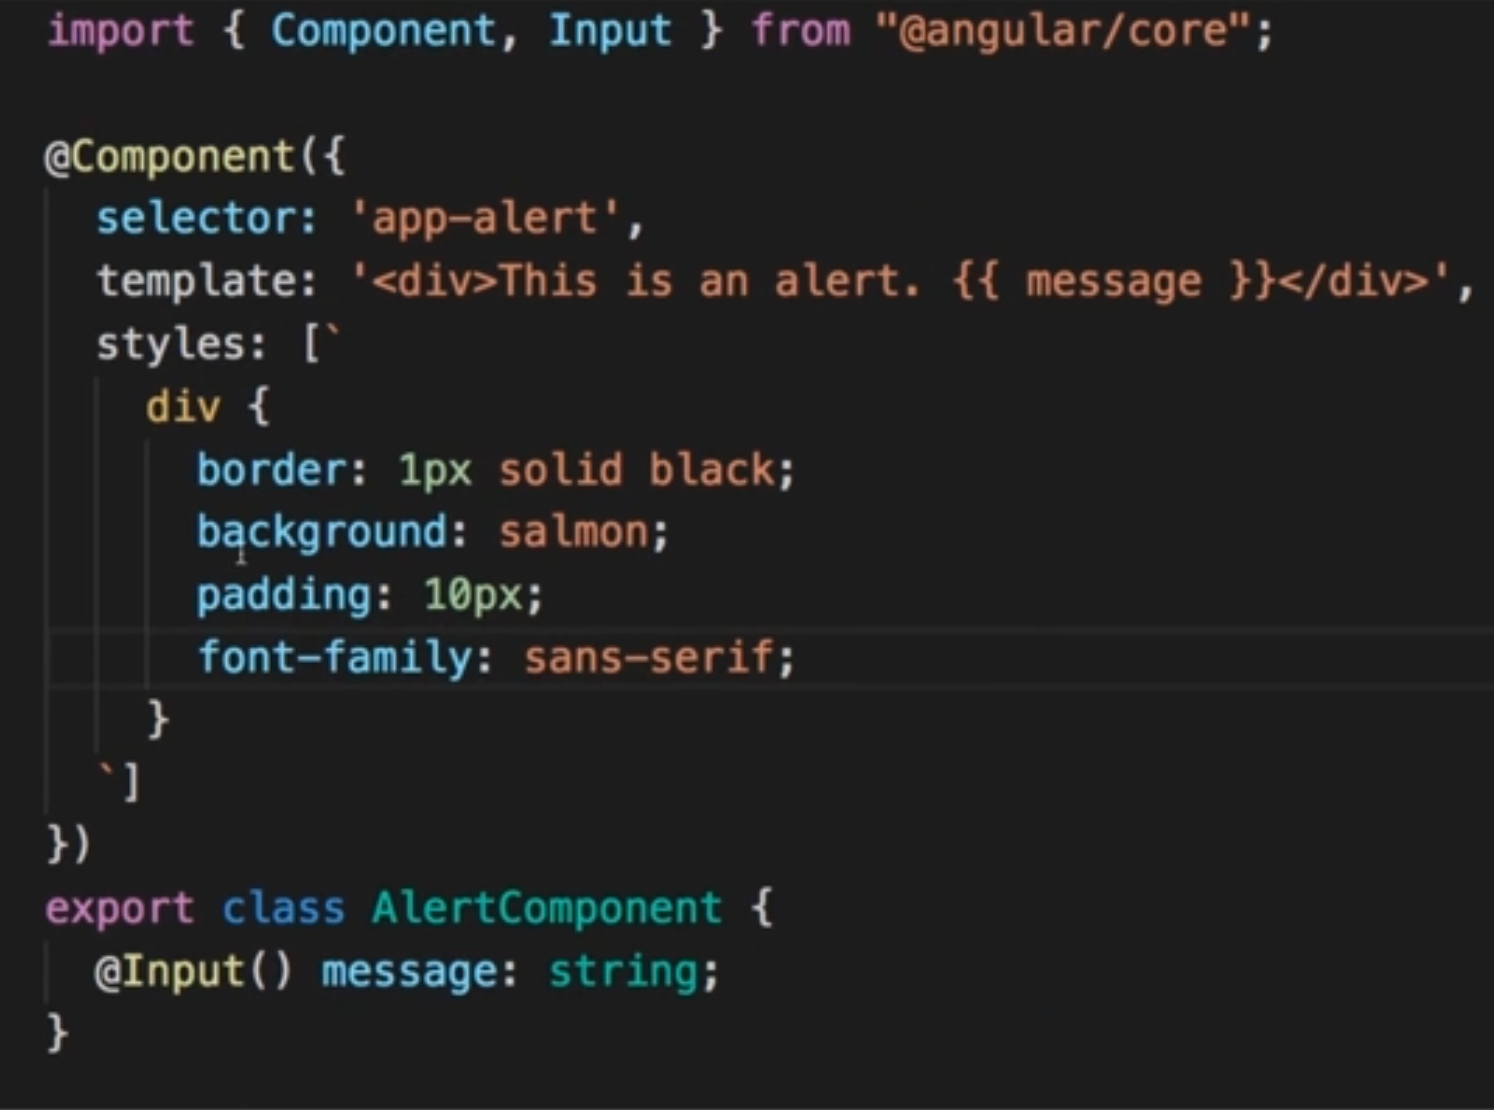 import { Component, Input } from "@angular/core";
@Component({
selector: 'app-alert',
template: '<div>This is an alert. {{ message }}</div>',
styles: [`
div {
border: 1px solid black;
background: salmon;
padding: 10px;
font-family: sans-serif;
}
`]
})
export class AlertComponent {
@Input() message: string;
}